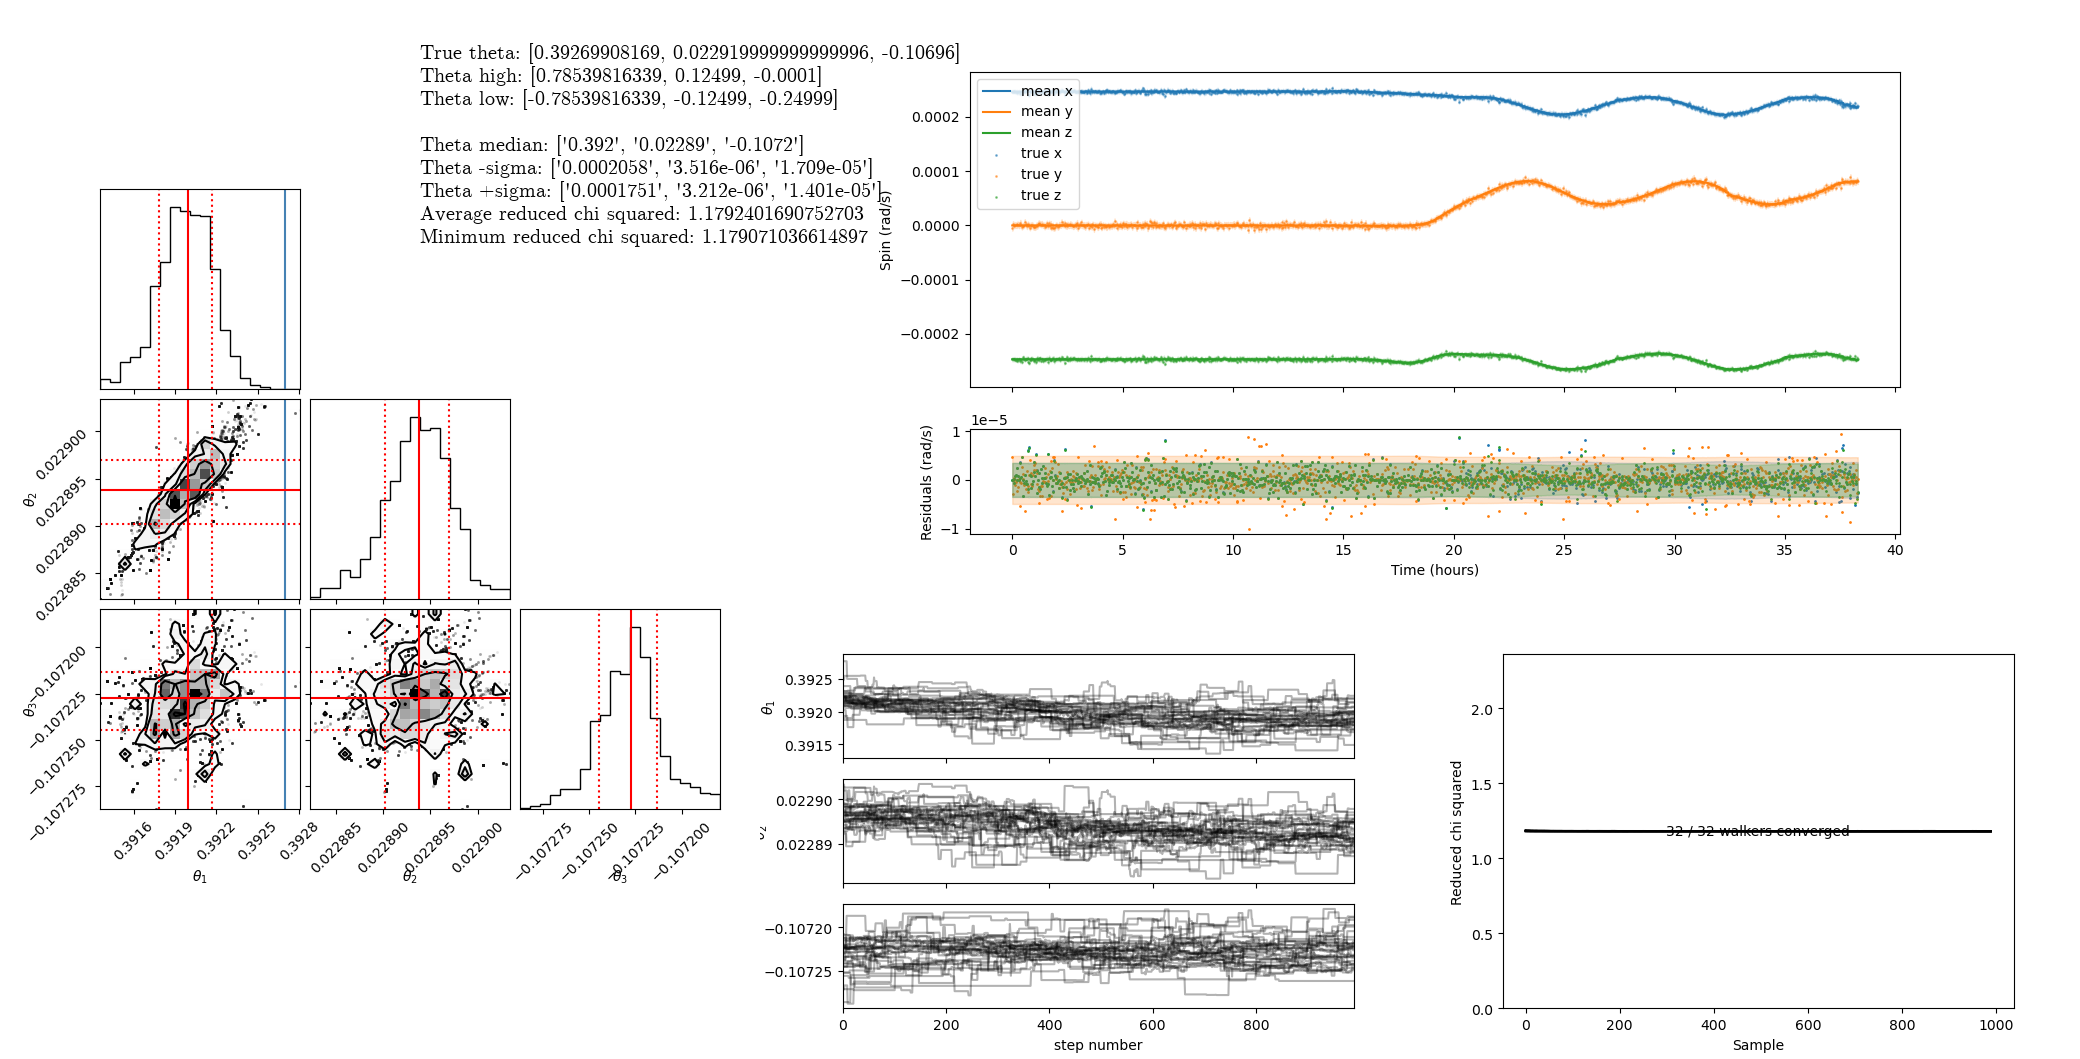 True theta: [0.39269908169, 0.022919999999999996, -0.10696]
Theta high: [0.78539816339, 0.12499, -0.0001]
Theta low: [-0.78539816339, -0.12499, -0.24999]
Theta median: ['0.392', '0.02289', '-0.1072']
Theta -sigma: ['0.0002058', '3.516e-06', '1.709e-05']
Theta +sigma: ['0.0001751', '3.212e-06', '1.401e-05']
Average reduced chi squared: 1.1792401690752703
Minimum reduced chi squared: 1.179071036614897
mean x
mean y
mean z
true x
true y
true z
Spin (rad/s)
0.0002
0.0001
0.0000
−0.0001
−0.0002
1e−5
Residuals (rad/s)
1
0
−1
0 5 10 15 20 25 30 35 40
Time (hours)
θ2
0.022900
0.022895
0.022890
0.022885
θ3
−0.107200
−0.107225
−0.107250
−0.107275
0.3916 0.3919 0.3922 0.3925 0.3928
θ1
0.022885 0.022890 0.022895 0.022900
θ2
−0.107275 −0.107250 −0.107225 −0.107200
θ3
θ1
0.3925
0.3920
0.3915
0.02290
0.02289
−0.10720
−0.10725
0 200 400 600 800
step number
Reduced chi squared
2.0
1.5
1.0
0.5
0.0
32 / 32 walkers converged
0 200 400 600 800 1000
Sample